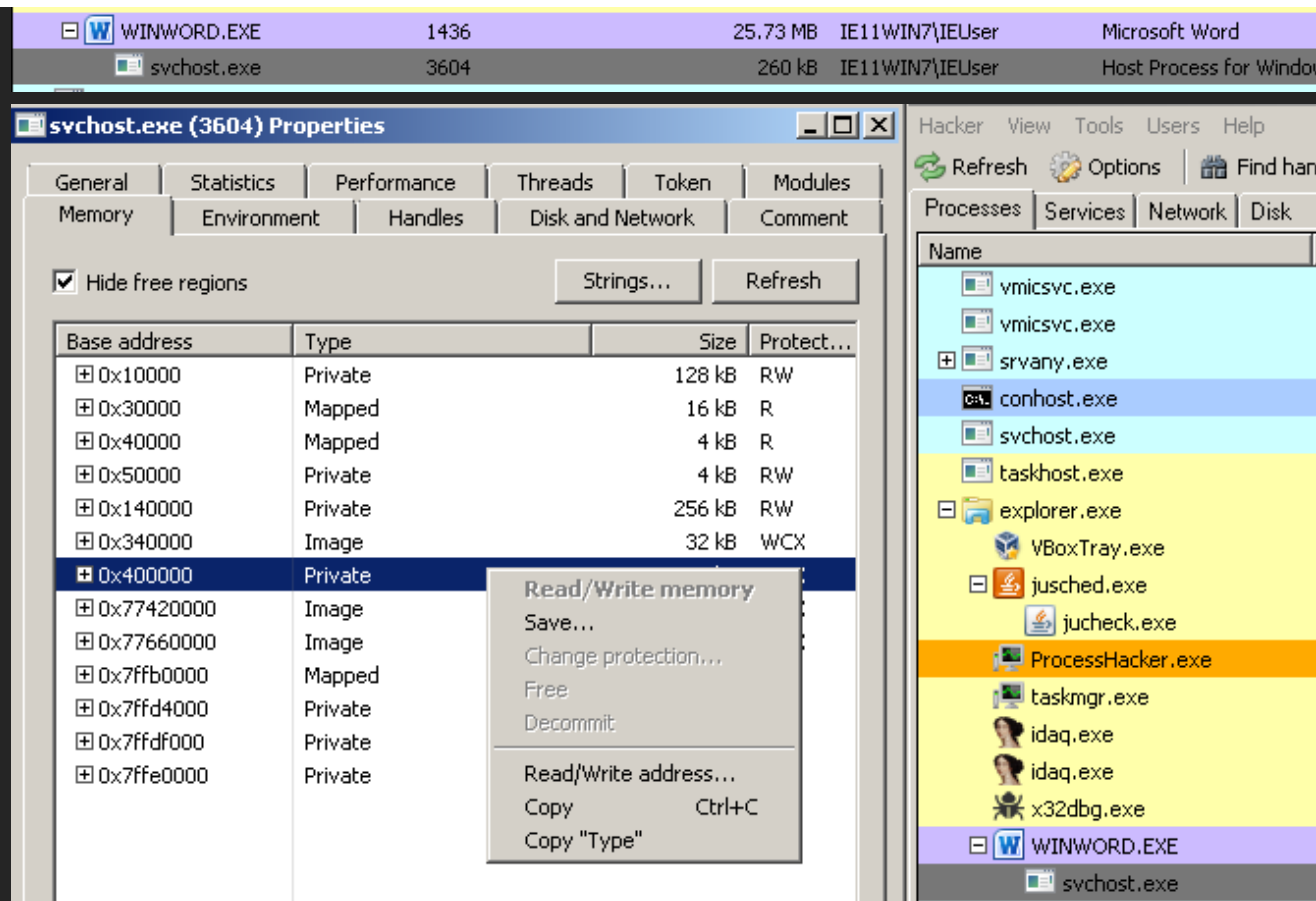 WINWORD.EXE 1436 25.73 MB IE11WIN7\IEUser Microsoft Word
svchost.exe 3604 260 kB IE11WIN7\IEUser Host Process for Window
svchost.exe (3604) Properties
General Statistics Performance Threads Token Modules
Memory Environment Handles Disk and Network Comment
Hide free regions Strings... Refresh
Base address Type Size Protect...
0x10000 Private 128 kB RW
0x30000 Mapped 16 kB R
0x40000 Mapped 4 kB R
0x50000 Private 4 kB RW
0x140000 Private 256 kB RW
0x340000 Image 32 kB WCX
0x400000 Private
0x77420000 Image
0x77660000 Image
0x7ffb0000 Mapped
0x7ffd4000 Private
0x7ffdf000 Private
0x7ffe0000 Private
Read/Write memory
Save...
Change protection...
Free
Decommit
Read/Write address...
Copy Ctrl+C
Copy "Type"
Hacker View Tools Users Help
Refresh Options Find han
Processes Services Network Disk
Name
vmicsvc.exe
vmicsvc.exe
srvany.exe
C:\. conhost.exe
svchost.exe
taskhost.exe
explorer.exe
VBoxTray.exe
jusched.exe
jucheck.exe
ProcessHacker.exe
taskmgr.exe
idaq.exe
idaq.exe
x32dbg.exe
WINWORD.EXE
svchost.exe